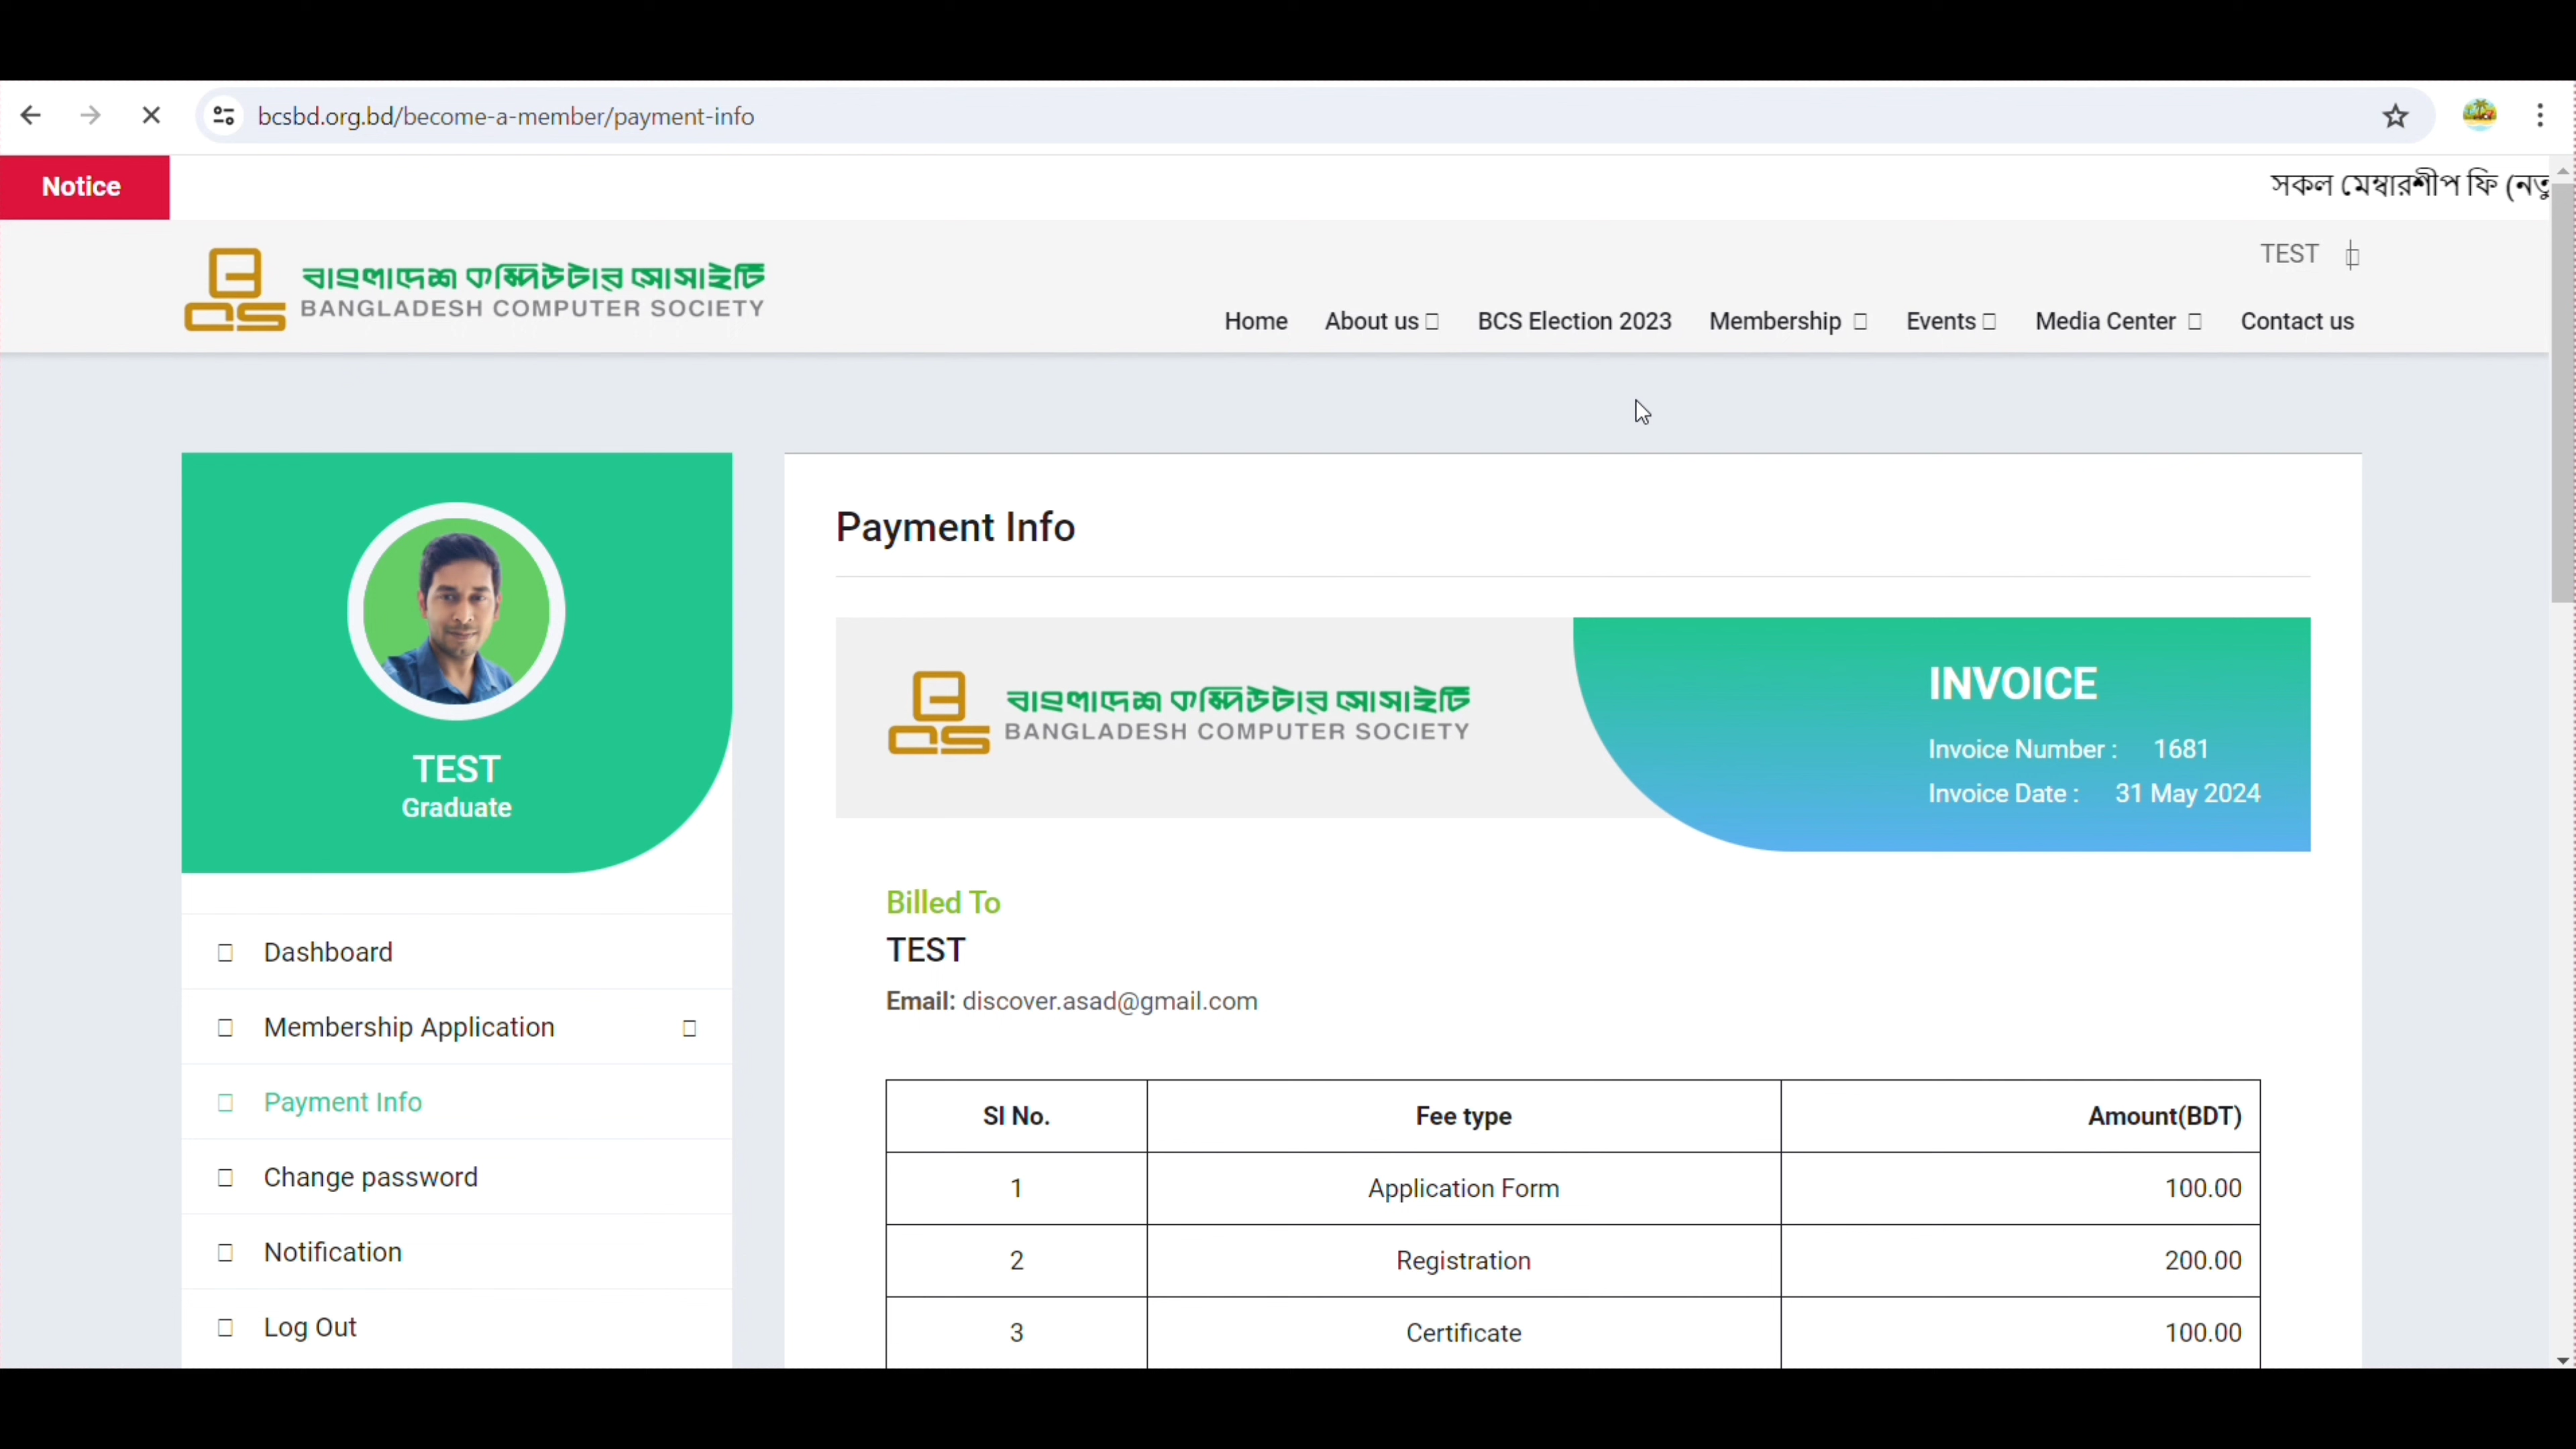 bcsbd.org.bd/become-a-member/payment-info
Notice
সকল মেম্বারশীপ ফি (নতু
TEST
বাংলাদেশ কম্পিউটার সোসাইটি
BANGLADESH COMPUTER SOCIETY
Home About us BCS Election 2023 Membership Events Media Center Contact us
TEST
Graduate
Dashboard
Membership Application
Payment Info
Change password
Notification
Log Out
Payment Info
বাংলাদেশ কম্পিউটার সোসাইটি
BANGLADESH COMPUTER SOCIETY
INVOICE
Invoice Number : 1681
Invoice Date : 31 May 2024
Billed To
TEST
Email: discover.asad@gmail.com
Sl No. Fee type Amount(BDT)
1 Application Form 100.00
2 Registration 200.00
3 Certificate 100.00